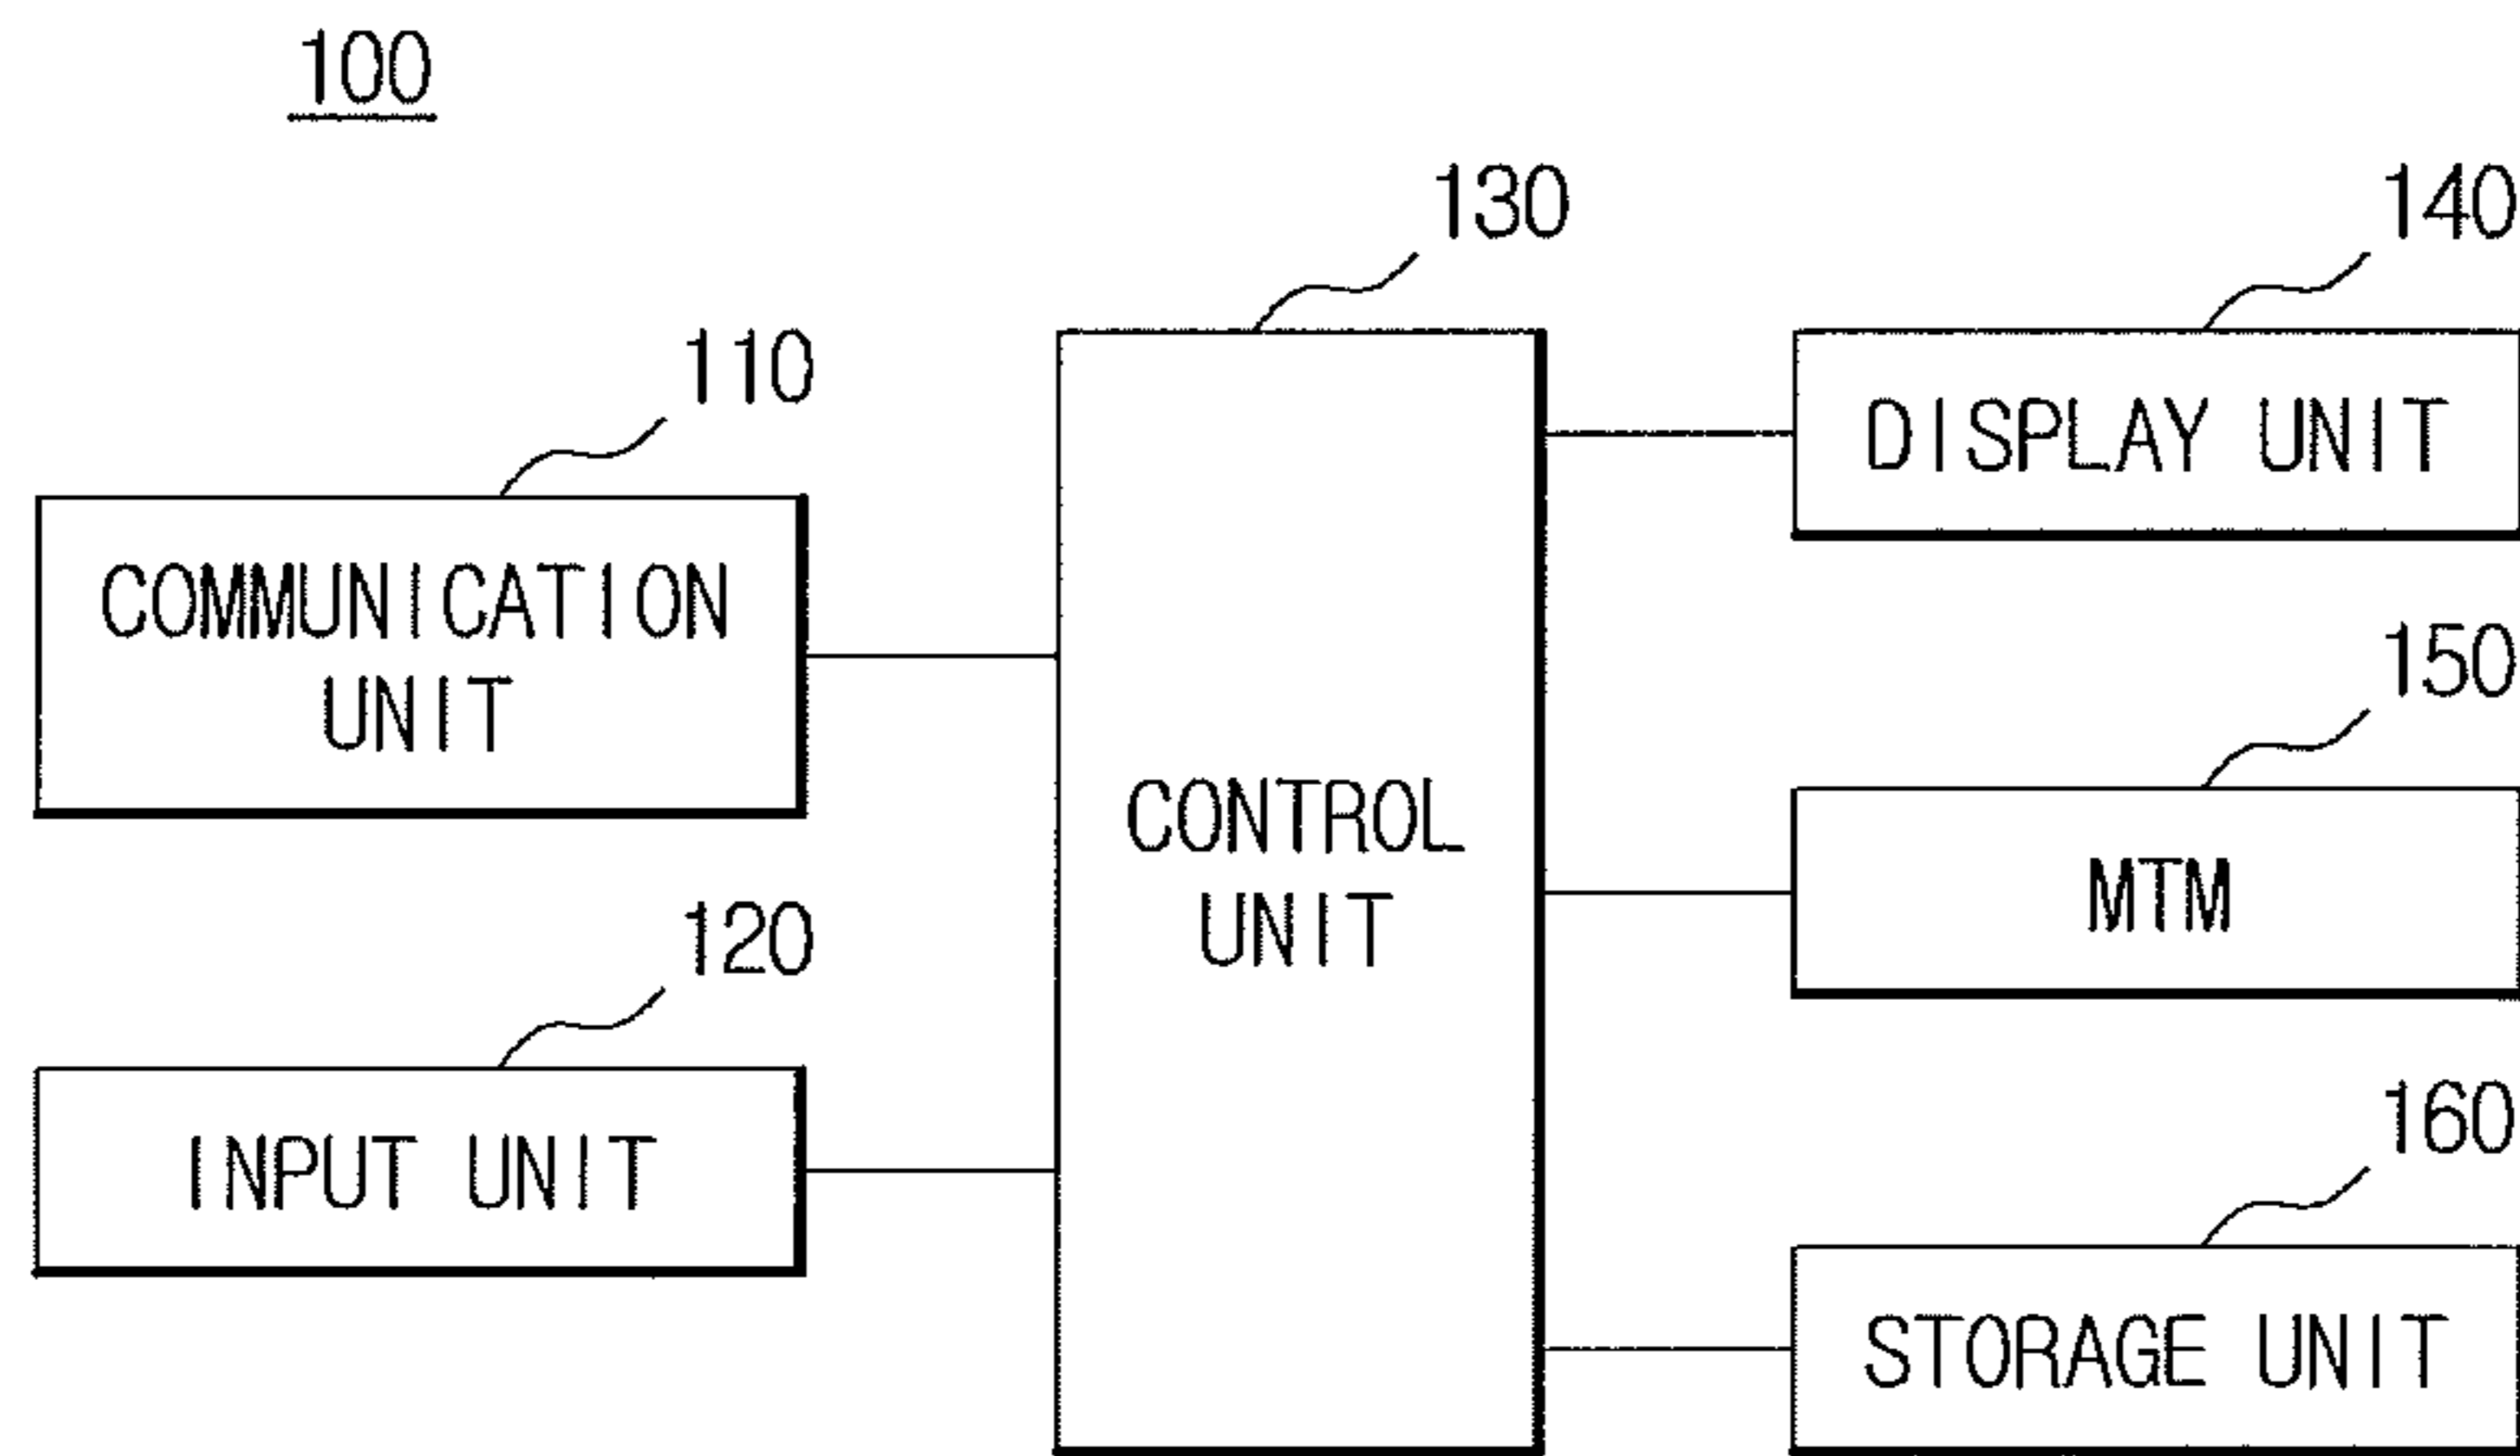 100
130
140
110
DISPLAY UNIT
COMMUNICATION
UNIT
150
CONTROL
UNIT
MTM
120
INPUT UNIT
160
STORAGE UNIT